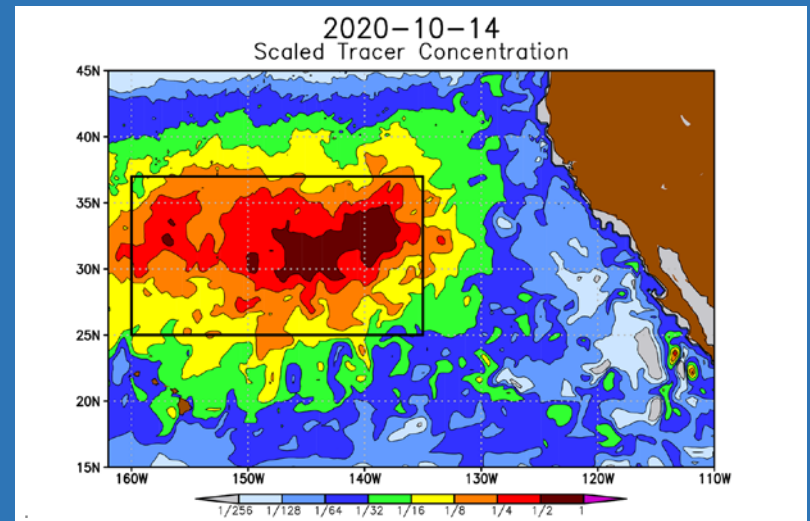 2020-10-14
Scaled Tracer Concentration
45N
40N
35N
30N
25N
20N
15N
160W 150W 140W 130W 120W 110W
1/256 1/128 1/64 1/32 1/16 1/8 1/4 1/2 1